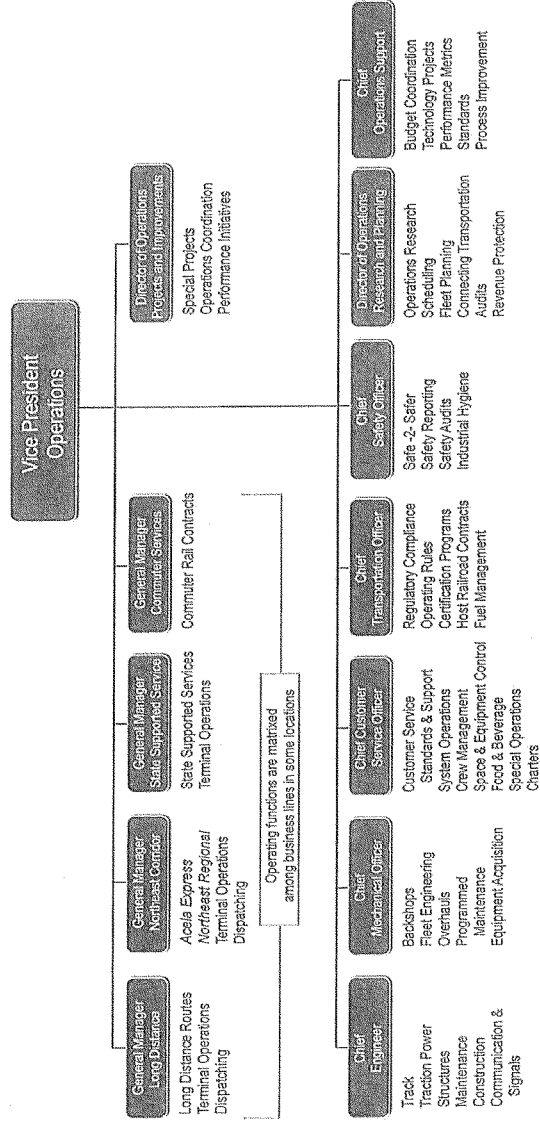 Vice President
Operations
General Manager
Long Distance
Long Distance Routes
Terminal Operations
Dispatching
General Manager
Northeast Corridor
Acela Express
Northeast Regional
Terminal Operations
Dispatching
General Manager
State Supported Service
State Supported Services
Terminal Operations
General Manager
Commuter Services
Commuter Rail Contracts
Director of Operations
Projects and Improvements
Special Projects
Operations Coordination
Performance Initiatives
Operating functions are matrixed
among business lines in some locations
Chief
Engineer
Track
Traction Power
Structures
Maintenance
Construction
Communication &
Signals
Chief
Mechanical Officer
Backshops
Fleet Engineering
Overhauls
Programmed
Maintenance
Equipment Acquisition
Chief Customer
Service Officer
Customer Service
Standards & Support
System Operations
Crew Management
Space & Equipment Control
Food & Beverage
Special Operations
Charters
Chief
Transportation Officer
Regulatory Compliance
Operating Rules
Certification Programs
Host Railroad Contracts
Fuel Management
Chief
Safety Officer
Safe -2- Safer
Safety Reporting
Safety Audits
Industrial Hygiene
Director of Operations
Research and Planning
Operations Research
Scheduling
Fleet Planning
Connecting Transportation
Audits
Revenue Protection
Chief
Operations Support
Budget Coordination
Technology Projects
Performance Metrics
Standards
Process Improvement